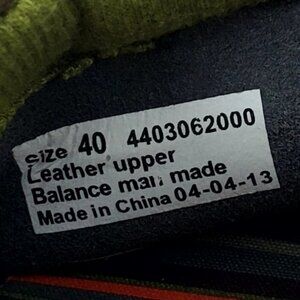 size 40 4403062000
Leather upper
Balance man made
Made in China 04-04-13